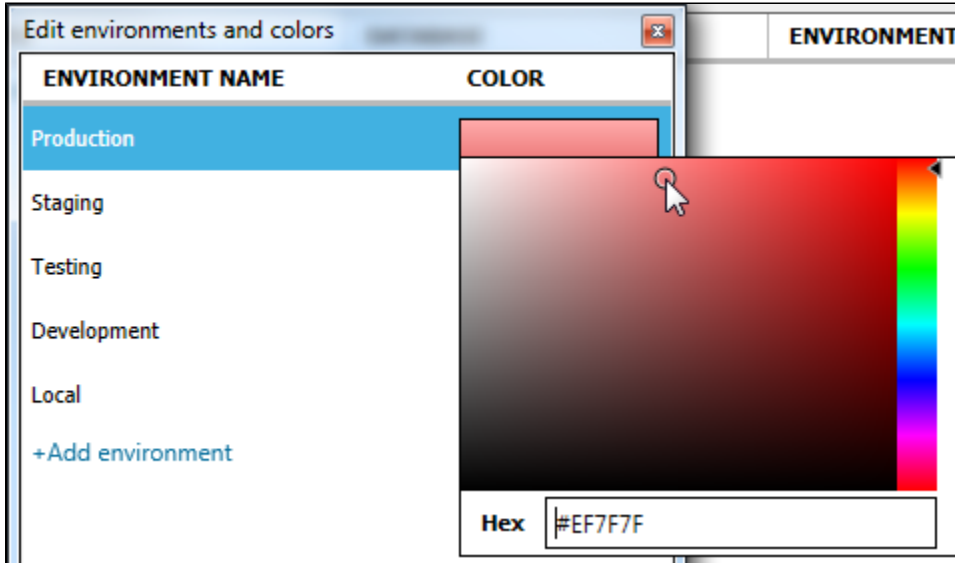 Edit environments and colors
ENVIRONMENT NAME COLOR
ENVIRONMENT
Production
Staging
Testing
Development
Local
+Add environment
Hex #EF7F7F